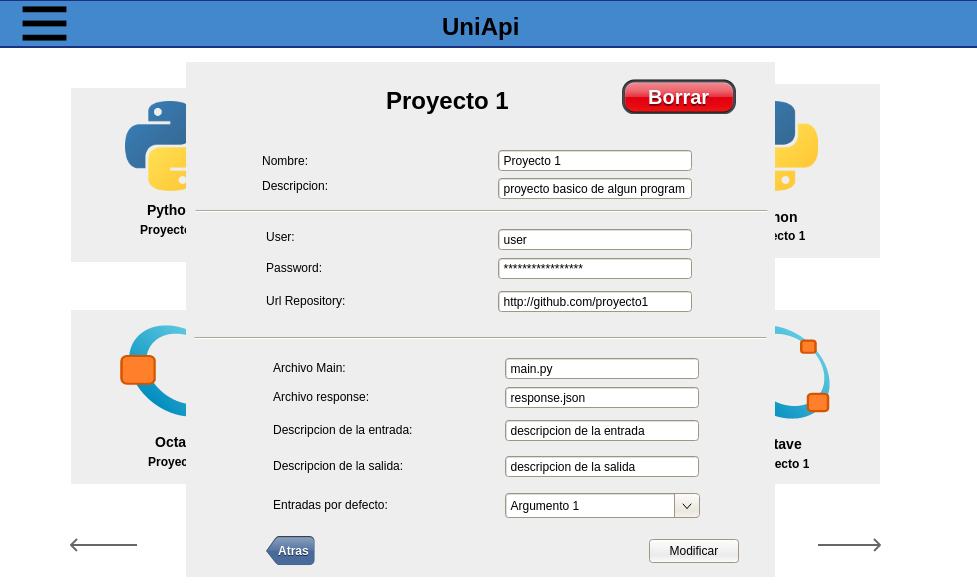 UniApi
Proyecto 1
Borrar
Nombre: Proyecto 1
Descripcion: proyecto basico de algun program
User: user
Password: *****************
Url Repository: http://github.com/proyecto1
Archivo Main: main.py
Archivo response: response.json
Descripcion de la entrada: descripcion de la entrada
Descripcion de la salida: descripcion de la salida
Entradas por defecto: Argumento 1
Atras
Modificar
Pytho
Proyecto
hon
ecto 1
Octa
Proyec
tave
ecto 1